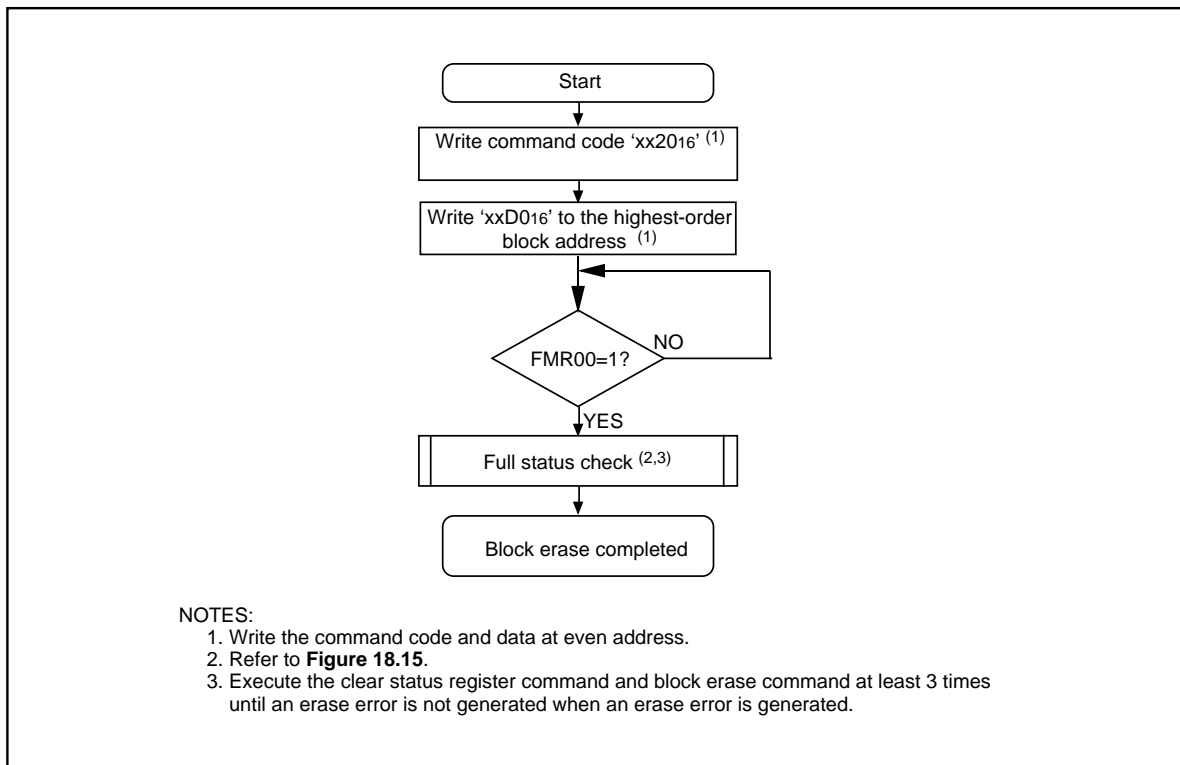 Start
Write command code ‘xx2016’ (1)
Write ‘xxD016’ to the highest-order
block address (1)
FMR00=1?
NO
YES
Full status check (2,3)
Block erase completed
NOTES:
1. Write the command code and data at even address.
2. Refer to Figure 18.15.
3. Execute the clear status register command and block erase command at least 3 times
until an erase error is not generated when an erase error is generated.